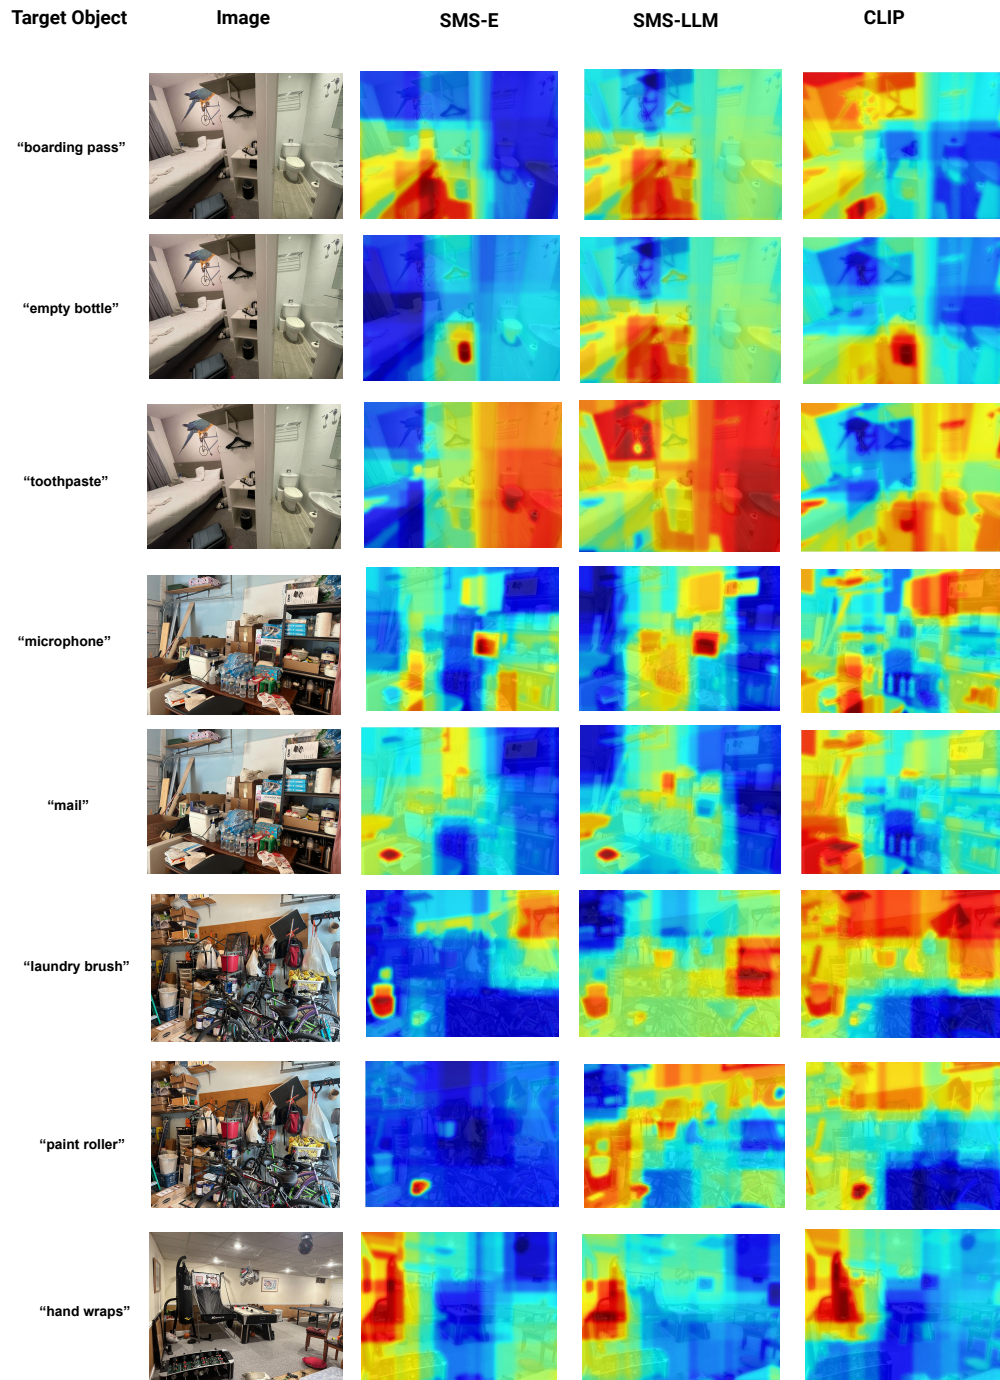 Target Object Image SMS-E SMS-LLM CLIP
“boarding pass”
“empty bottle”
“toothpaste”
“microphone”
“mail”
“laundry brush”
“paint roller”
“hand wraps”